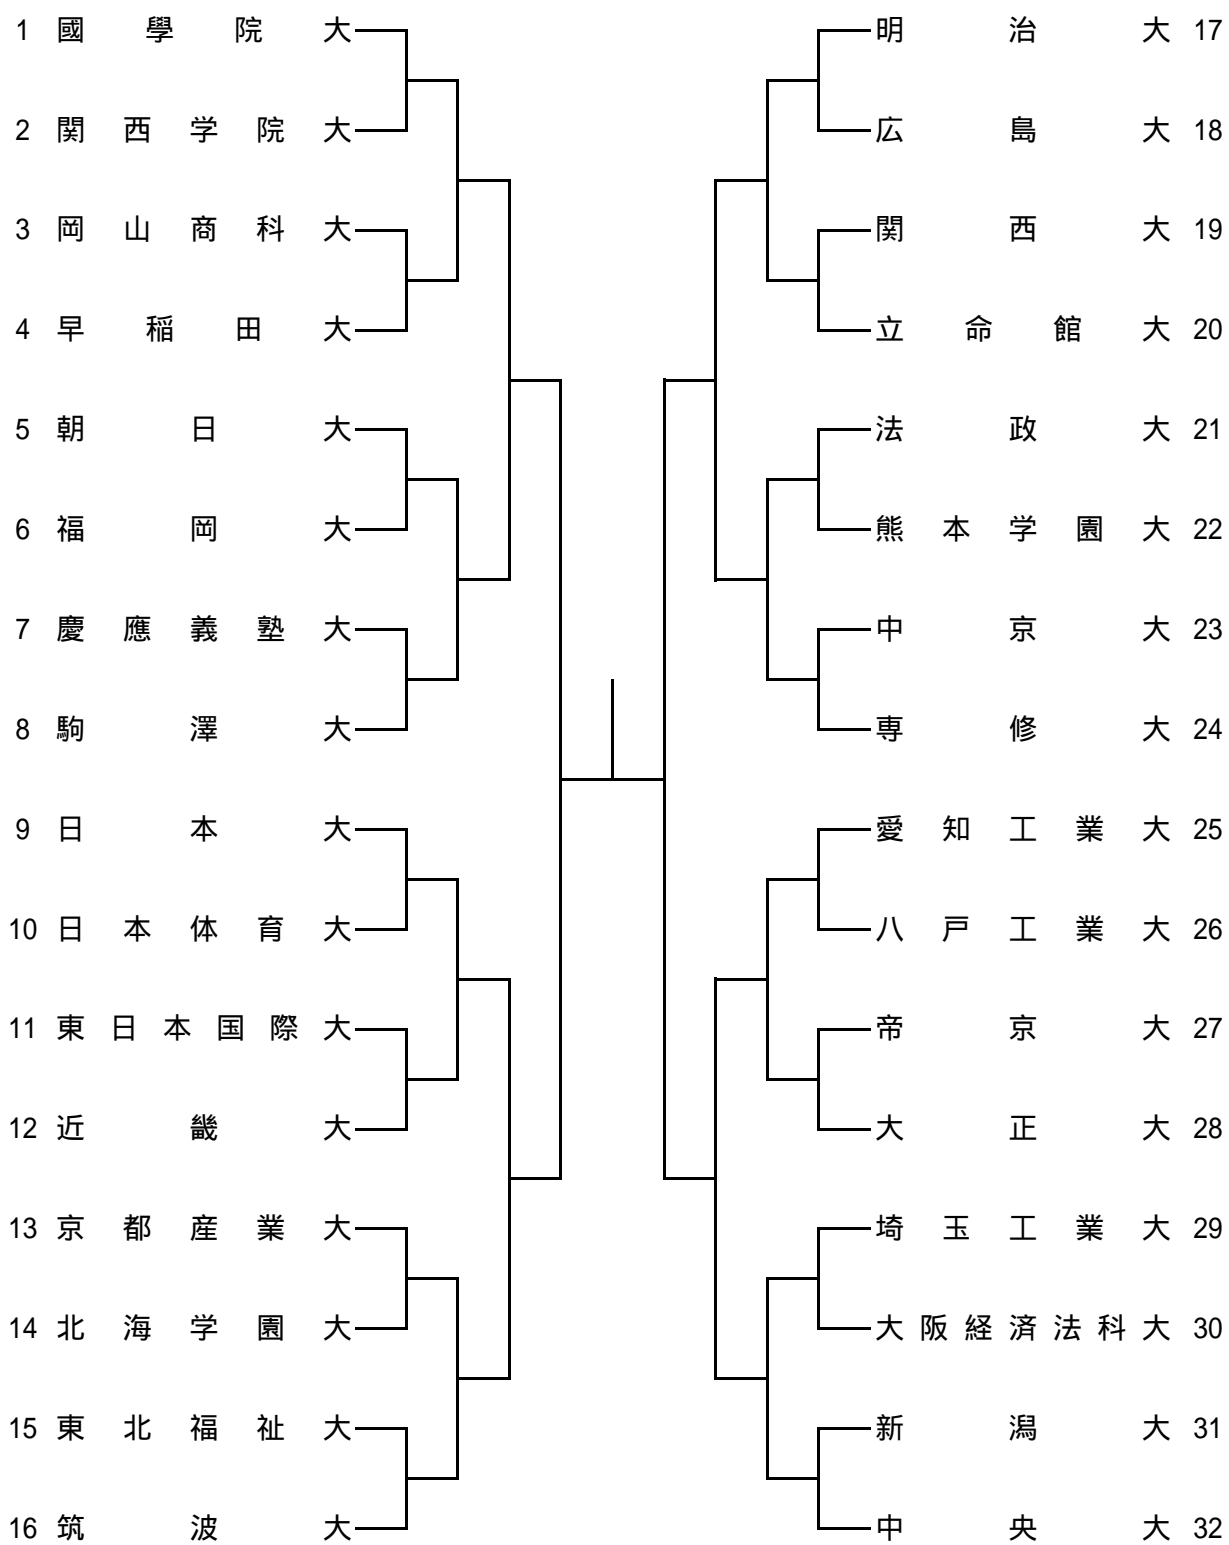 1 國學院大
2 関西学院大
3 岡山商科大
4 早稲田大
5 朝日大
6 福岡大
7 慶應義塾大
8 駒澤大
9 日本大
10 日本体育大
11 東日本国際大
12 近畿大
13 京都産業大
14 北海学園大
15 東北福祉大
16 筑波大
明治大 17
広島大 18
関西大 19
立命館大 20
法政大 21
熊本学園大 22
中京大 23
専修大 24
愛知工業大 25
八戸工業大 26
帝京大 27
大正大 28
埼玉工業大 29
大阪経済法科大 30
新潟大 31
中央大 32